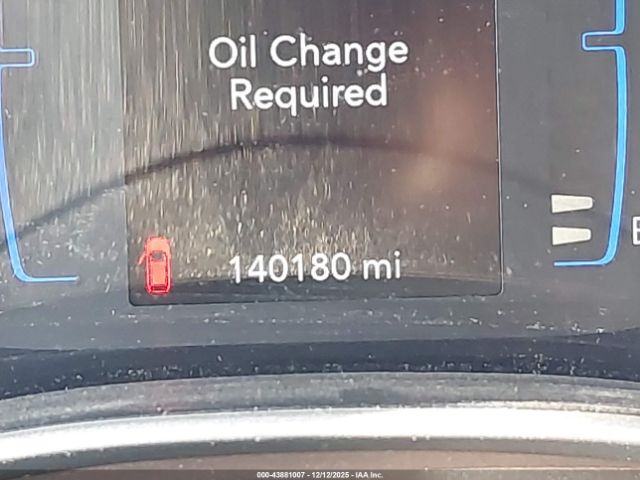 Oil Change
Required
140180 mi
E
000-43881007 - 12/12/2025 - IAA Inc.